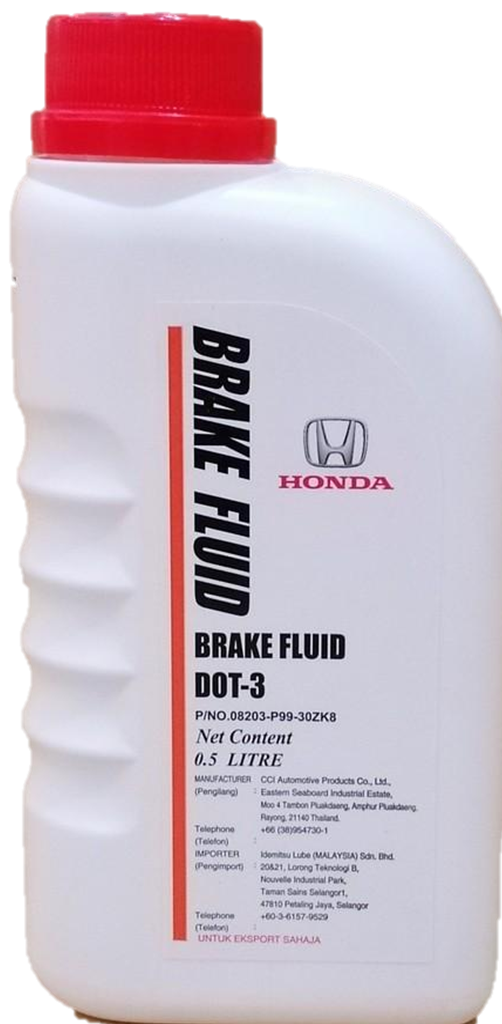 BRAKE FLUID
HONDA
BRAKE FLUID
DOT-3
P/NO.08203-P99-30ZK8
Net Content
0.5 LITRE
MANUFACTURER CCI Automotive Products Co., Ltd.,
(Pengilang) : Eastern Seaboard Industrial Estate,
Moo 4 Tambon Pluakdaeng, Amphur Pluakdaeng,
Rayong, 21140 Thailand.
Telephone +66 (38)954730-1
(Telefon) :
IMPORTER Idemitsu Lube (MALAYSIA) Sdn. Bhd.
(Pengimport) : 20&21, Lorong Teknologi B,
Nouvelle Industrial Park,
Taman Sains Selangor1,
47810 Petaling Jaya, Selangor
Telephone +60-3-6157-9529
(Telefon) :
UNTUK EKSPORT SAHAJA